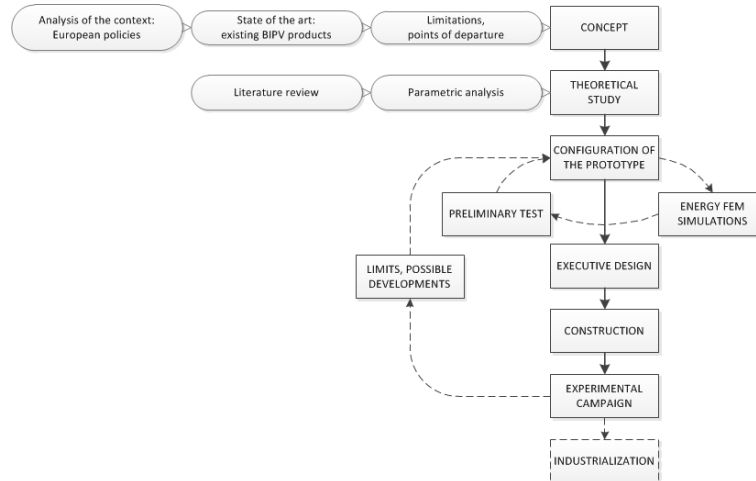 Analysis of the context:
European policies
State of the art:
existing BIPV products
Limitations,
points of departure
CONCEPT
Literature review
Parametric analysis
THEORETICAL
STUDY
CONFIGURATION OF
THE PROTOTYPE
PRELIMINARY TEST
ENERGY FEM
SIMULATIONS
LIMITS, POSSIBLE
DEVELOPMENTS
EXECUTIVE DESIGN
CONSTRUCTION
EXPERIMENTAL
CAMPAIGN
INDUSTRIALIZATION